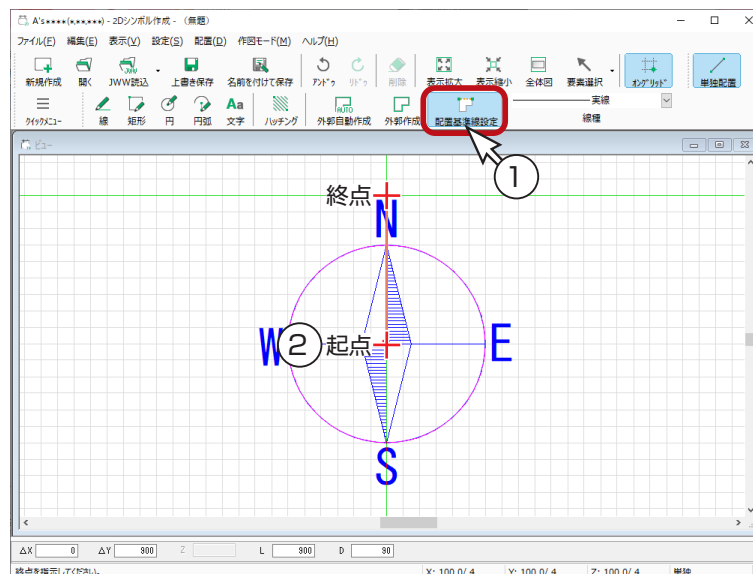 A's****(*,**,***) - 2Dシンボル作成 - （無題）
ファイル(F) 編集(E) 表示(V) 設定(S) 配置(D) 作図モード(M) ヘルプ(H)
新規作成 開く JWW読込 上書き保存 名前を付けて保存 アンドゥ リドゥ 削除 表示拡大 表示縮小 全体図 要素選択 オングリッド 単独配置
クイックメニュー 線 矩形 円 円弧 文字 ハッチング 外郭自動作成 外郭作成 配置基準線設定 実線
線種
ビュー
①
終点
N
W ② 起点 E
S
ΔX 0 ΔY 900 Z L 900 D 90
終点を指示してください。 X: 100.0/ 4 Y: 100.0/ 4 Z: 100.0/ 4 単独